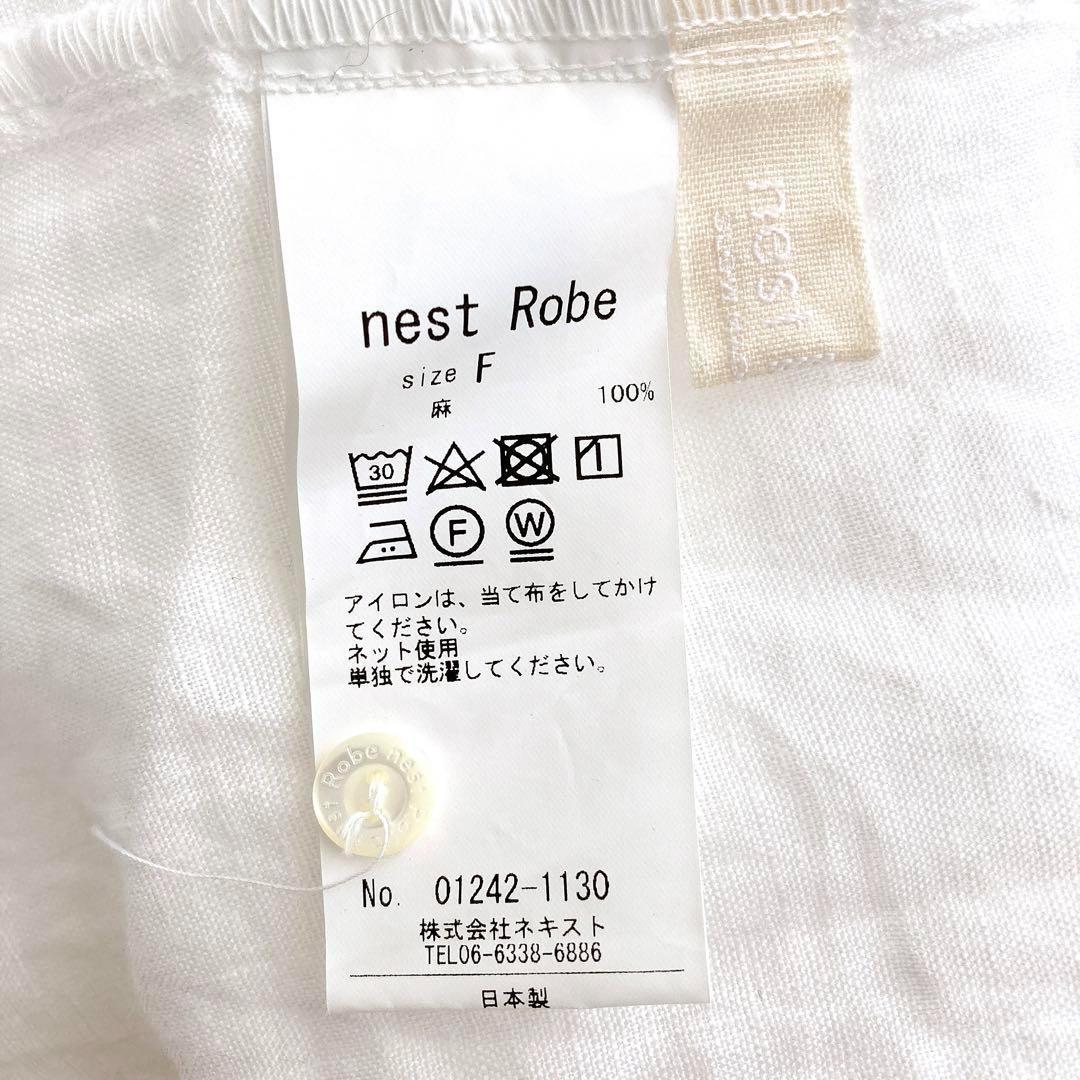 nest Robe
size F
麻 100%
30
F W
アイロンは、当て布をしてかけ
てください。
ネット使用
単独で洗濯してください。
Robe nest
No. 01242-1130
株式会社ネキスト
TEL06-6338-6886
日本製
nest